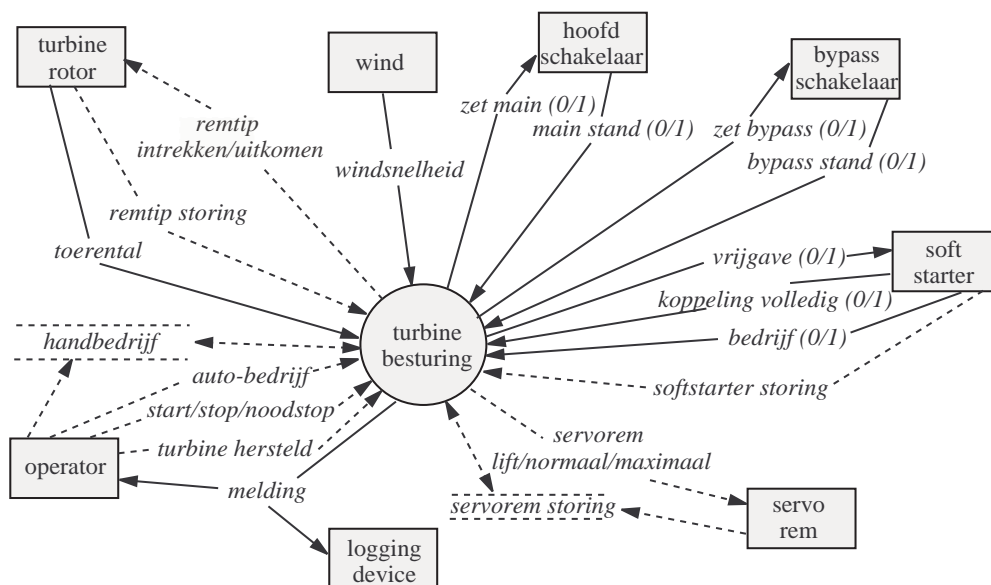 turbine
rotor
wind
hoofd
schakelaar
bypass
schakelaar
remtip
intrekken/uitkomen
zet main (0/1)
main stand (0/1)
zet bypass (0/1)
bypass stand (0/1)
windsnelheid
remtip storing
toerental
vrijgave (0/1)
soft
starter
koppeling volledig (0/1)
bedrijf (0/1)
turbine
besturing
handbedrijf
auto-bedrijf
softstarter storing
start/stop/noodstop
turbine hersteld
operator
servorem
lift/normaal/maximaal
melding
servorem storing
servo
rem
logging
device